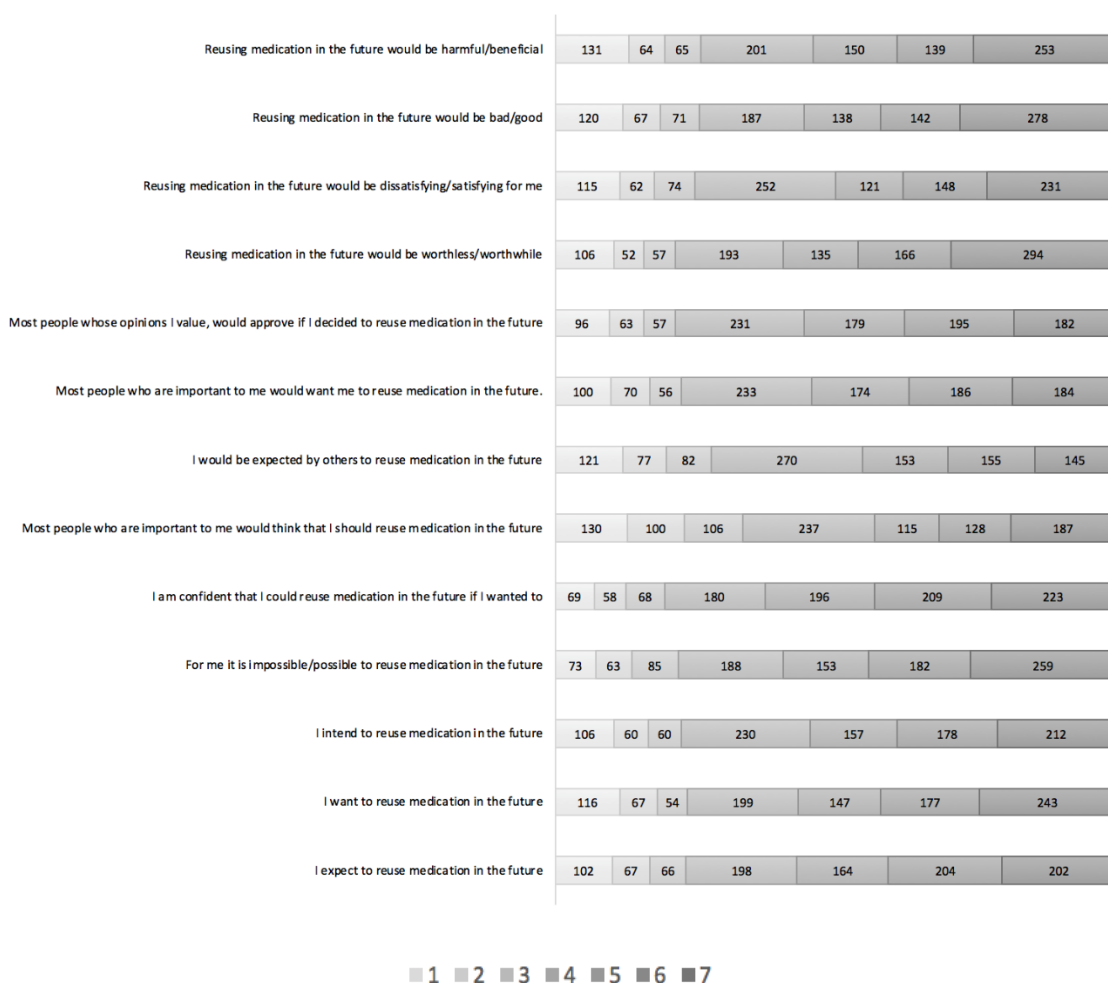 Reusing medication in the future would be harmful/beneficial 131 64 65 201 150 139 253
Reusing medication in the future would be bad/good 120 67 71 187 138 142 278
Reusing medication in the future would be dissatisfying/satisfying for me 115 62 74 252 121 148 231
Reusing medication in the future would be worthless/worthwhile 106 52 57 193 135 166 294
Most people whose opinions I value, would approve if I decided to reuse medication in the future 96 63 57 231 179 195 182
Most people who are important to me would want me to reuse medication in the future. 100 70 56 233 174 186 184
I would be expected by others to reuse medication in the future 121 77 82 270 153 155 145
Most people who are important to me would think that I should reuse medication in the future 130 100 106 237 115 128 187
I am confident that I could reuse medication in the future if I wanted to 69 58 68 180 196 209 223
For me it is impossible/possible to reuse medication in the future 73 63 85 188 153 182 259
I intend to reuse medication in the future 106 60 60 230 157 178 212
I want to reuse medication in the future 116 67 54 199 147 177 243
I expect to reuse medication in the future 102 67 66 198 164 204 202
1 2 3 4 5 6 7